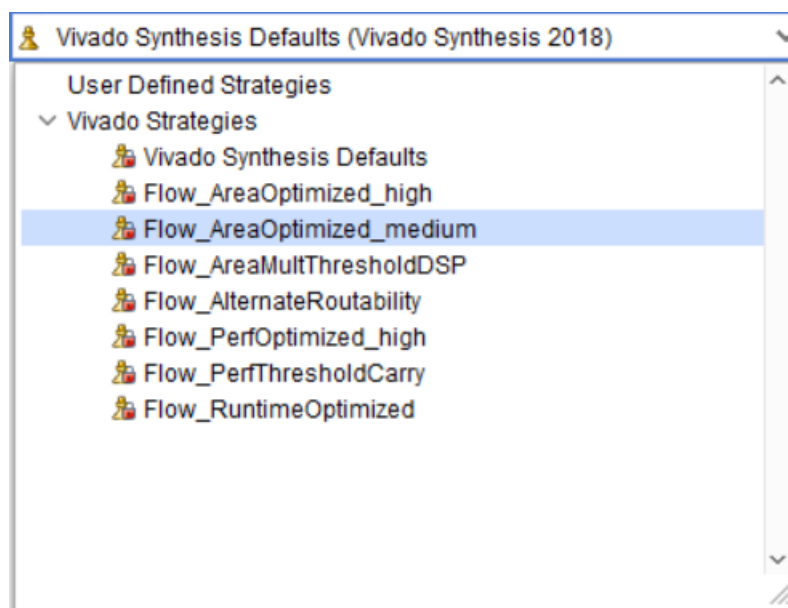 Vivado Synthesis Defaults (Vivado Synthesis 2018)
User Defined Strategies
Vivado Strategies
Vivado Synthesis Defaults
Flow_AreaOptimized_high
Flow_AreaOptimized_medium
Flow_AreaMultThresholdDSP
Flow_AlternateRoutability
Flow_PerfOptimized_high
Flow_PerfThresholdCarry
Flow_RuntimeOptimized